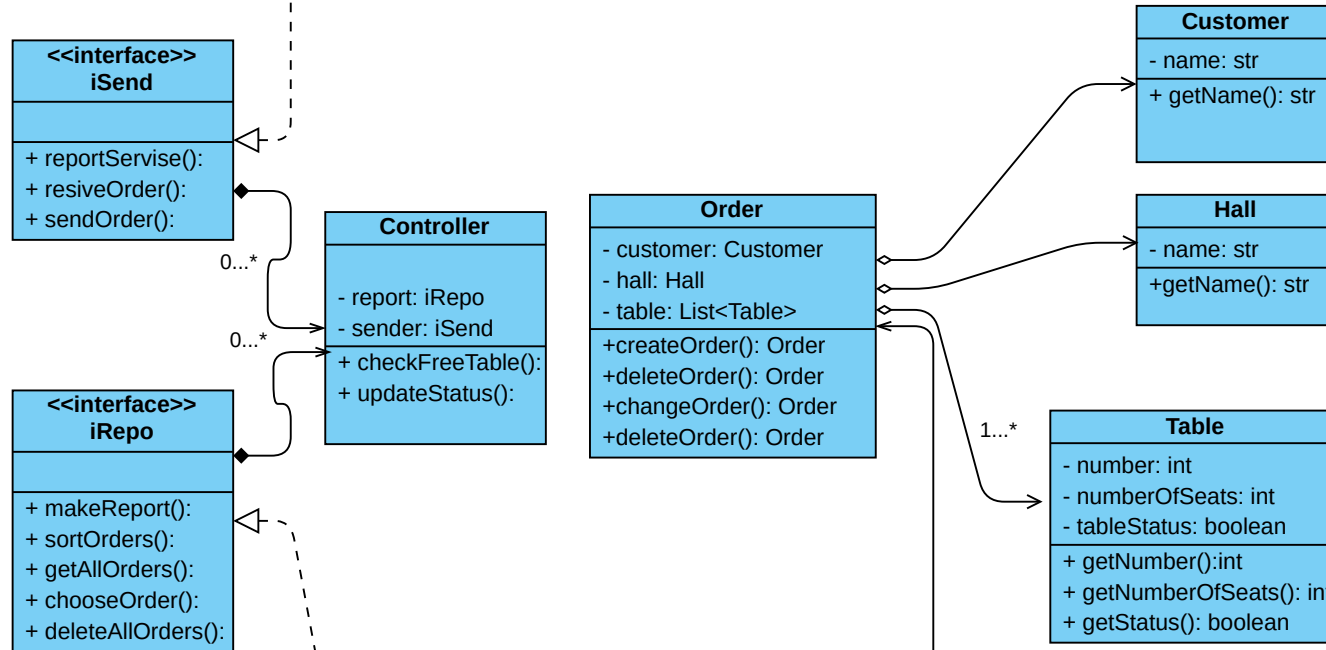 <<interface>>
iSend
+ reportServise():
+ resiveOrder():
+ sendOrder():
0...*
0...*
<<interface>>
iRepo
+ makeReport():
+ sortOrders():
+ getAllOrders():
+ chooseOrder():
+ deleteAllOrders():
Controller
- report: iRepo
- sender: iSend
+ checkFreeTable():
+ updateStatus():
Order
- customer: Customer
- hall: Hall
- table: List<Table>
+createOrder(): Order
+deleteOrder(): Order
+changeOrder(): Order
+deleteOrder(): Order
Customer
- name: str
+ getName(): str
Hall
- name: str
+getName(): str
1...*
Table
- number: int
- numberOfSeats: int
- tableStatus: boolean
+ getNumber():int
+ getNumberOfSeats(): int
+ getStatus(): boolean